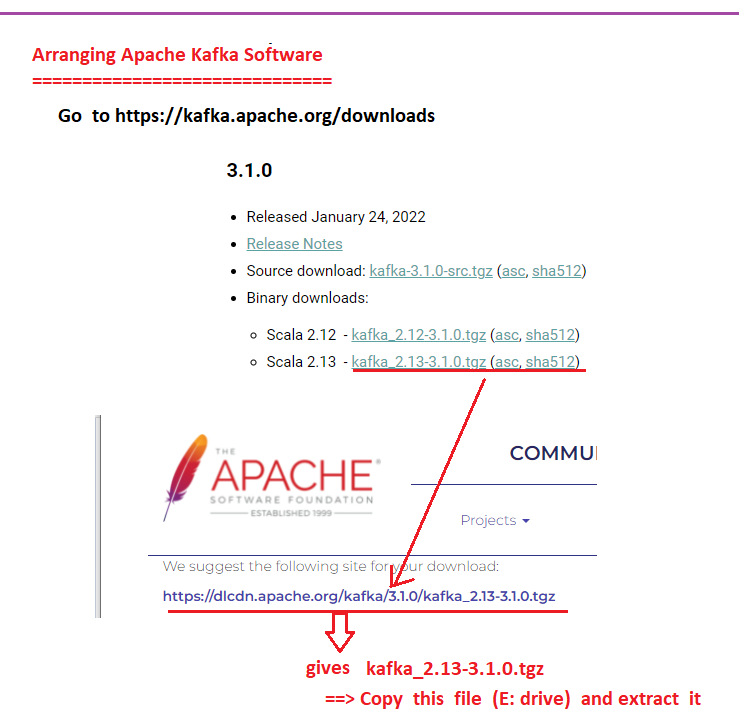 Arranging Apache Kafka Software
==============================
Go to https://kafka.apache.org/downloads
3.1.0
• Released January 24, 2022
• Release Notes
• Source download: kafka-3.1.0-src.tgz (asc, sha512)
• Binary downloads:
○ Scala 2.12 - kafka_2.12-3.1.0.tgz (asc, sha512)
○ Scala 2.13 - kafka_2.13-3.1.0.tgz (asc, sha512)
THE
APACHE®
SOFTWARE FOUNDATION
ESTABLISHED 1999
COMMUI
Projects
We suggest the following site for your download:
https://dlcdn.apache.org/kafka/3.1.0/kafka_2.13-3.1.0.tgz
gives kafka_2.13-3.1.0.tgz
==> Copy this file (E: drive) and extract it